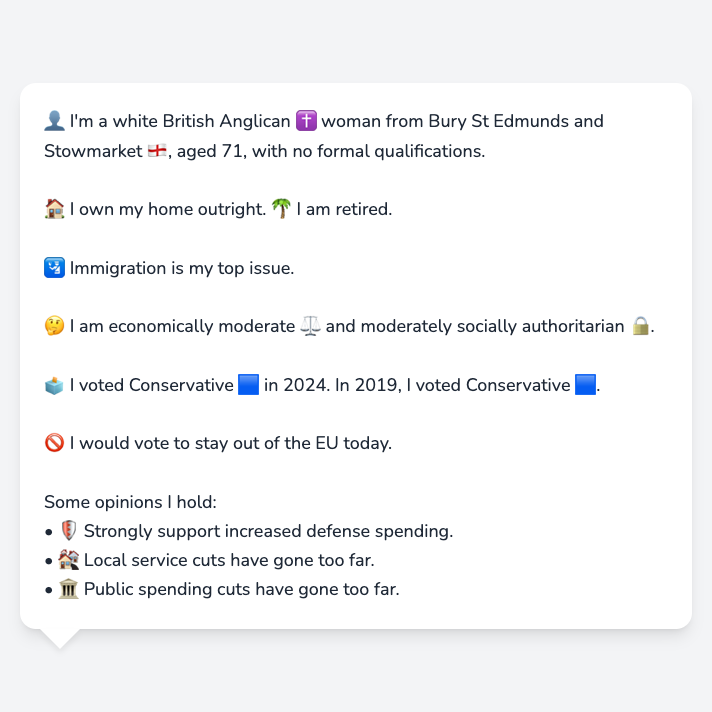 👤 I'm a white British Anglican ✝️ woman from Bury St Edmunds and
Stowmarket 🏴󠁧󠁢󠁥󠁮󠁧󠁿, aged 71, with no formal qualifications.
🏠 I own my home outright. 🌴 I am retired.
🛂 Immigration is my top issue.
🤔 I am economically moderate ⚖️ and moderately socially authoritarian 🔒.
🗳️ I voted Conservative 🟦 in 2024. In 2019, I voted Conservative 🟦.
🚫 I would vote to stay out of the EU today.
Some opinions I hold:
• 🛡️ Strongly support increased defense spending.
• 🏚️ Local service cuts have gone too far.
• 🏛️ Public spending cuts have gone too far.